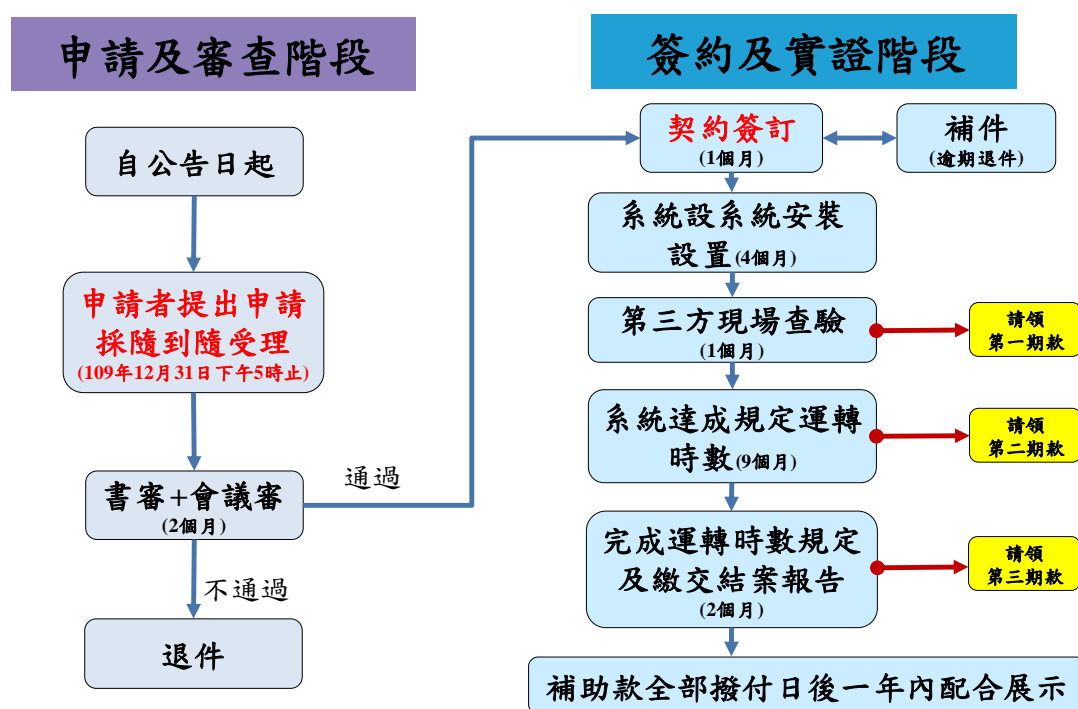 申請及審查階段
自公告日起
申請者提出申請
採隨到隨受理
(109年12月31日下午5時止)
書審+會議審
(2個月)
通過
不通過
退件
簽約及實證階段
契約簽訂
(1個月)
補件
(逾期退件)
系統設系統安裝
設置(4個月)
第三方現場查驗
(1個月)
請領
第一期款
系統達成規定運轉
時數(9個月)
請領
第二期款
完成運轉時數規定
及繳交結案報告
(2個月)
請領
第三期款
補助款全部撥付日後一年內配合展示